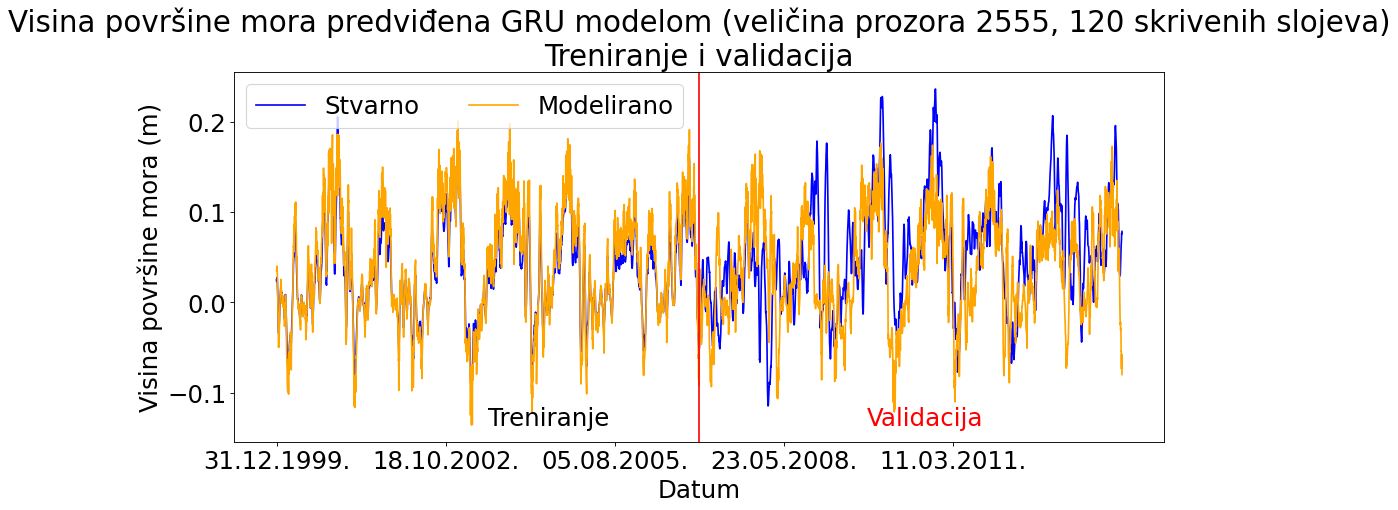 Visina površine mora predviđena GRU modelom (veličina prozora 2555, 120 skrivenih slojeva)
Treniranje i validacija
Stvarno
Modelirano
Visina površine mora (m)
0.2
0.1
0.0
−0.1
Treniranje
Validacija
31.12.1999.
18.10.2002.
05.08.2005.
23.05.2008.
11.03.2011.
Datum